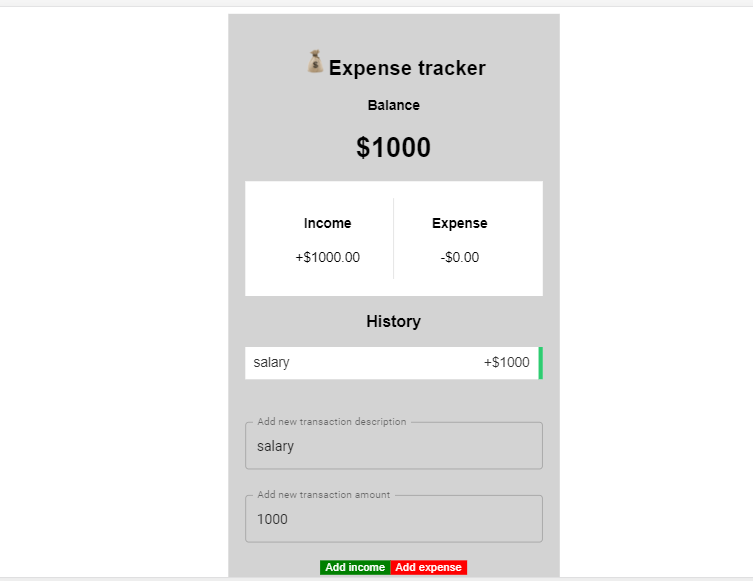 Expense tracker
Balance
$1000
Income Expense
+$1000.00 -$0.00
History
salary +$1000
Add new transaction description
salary
Add new transaction amount
1000
Add income Add expense